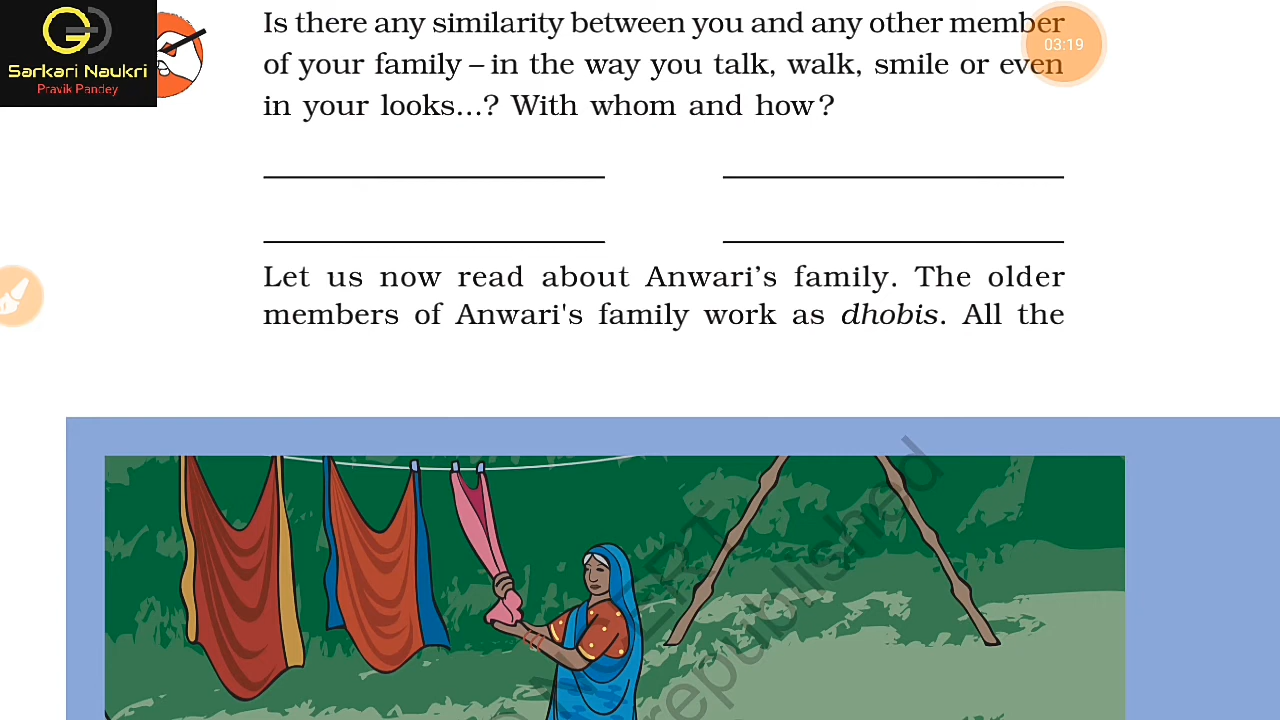 Sarkari Naukri
Pravik Pandey
03:19
Is there any similarity between you and any other member
of your family – in the way you talk, walk, smile or even
in your looks...? With whom and how?
Let us now read about Anwari’s family. The older
members of Anwari's family work as dhobis. All the
republished